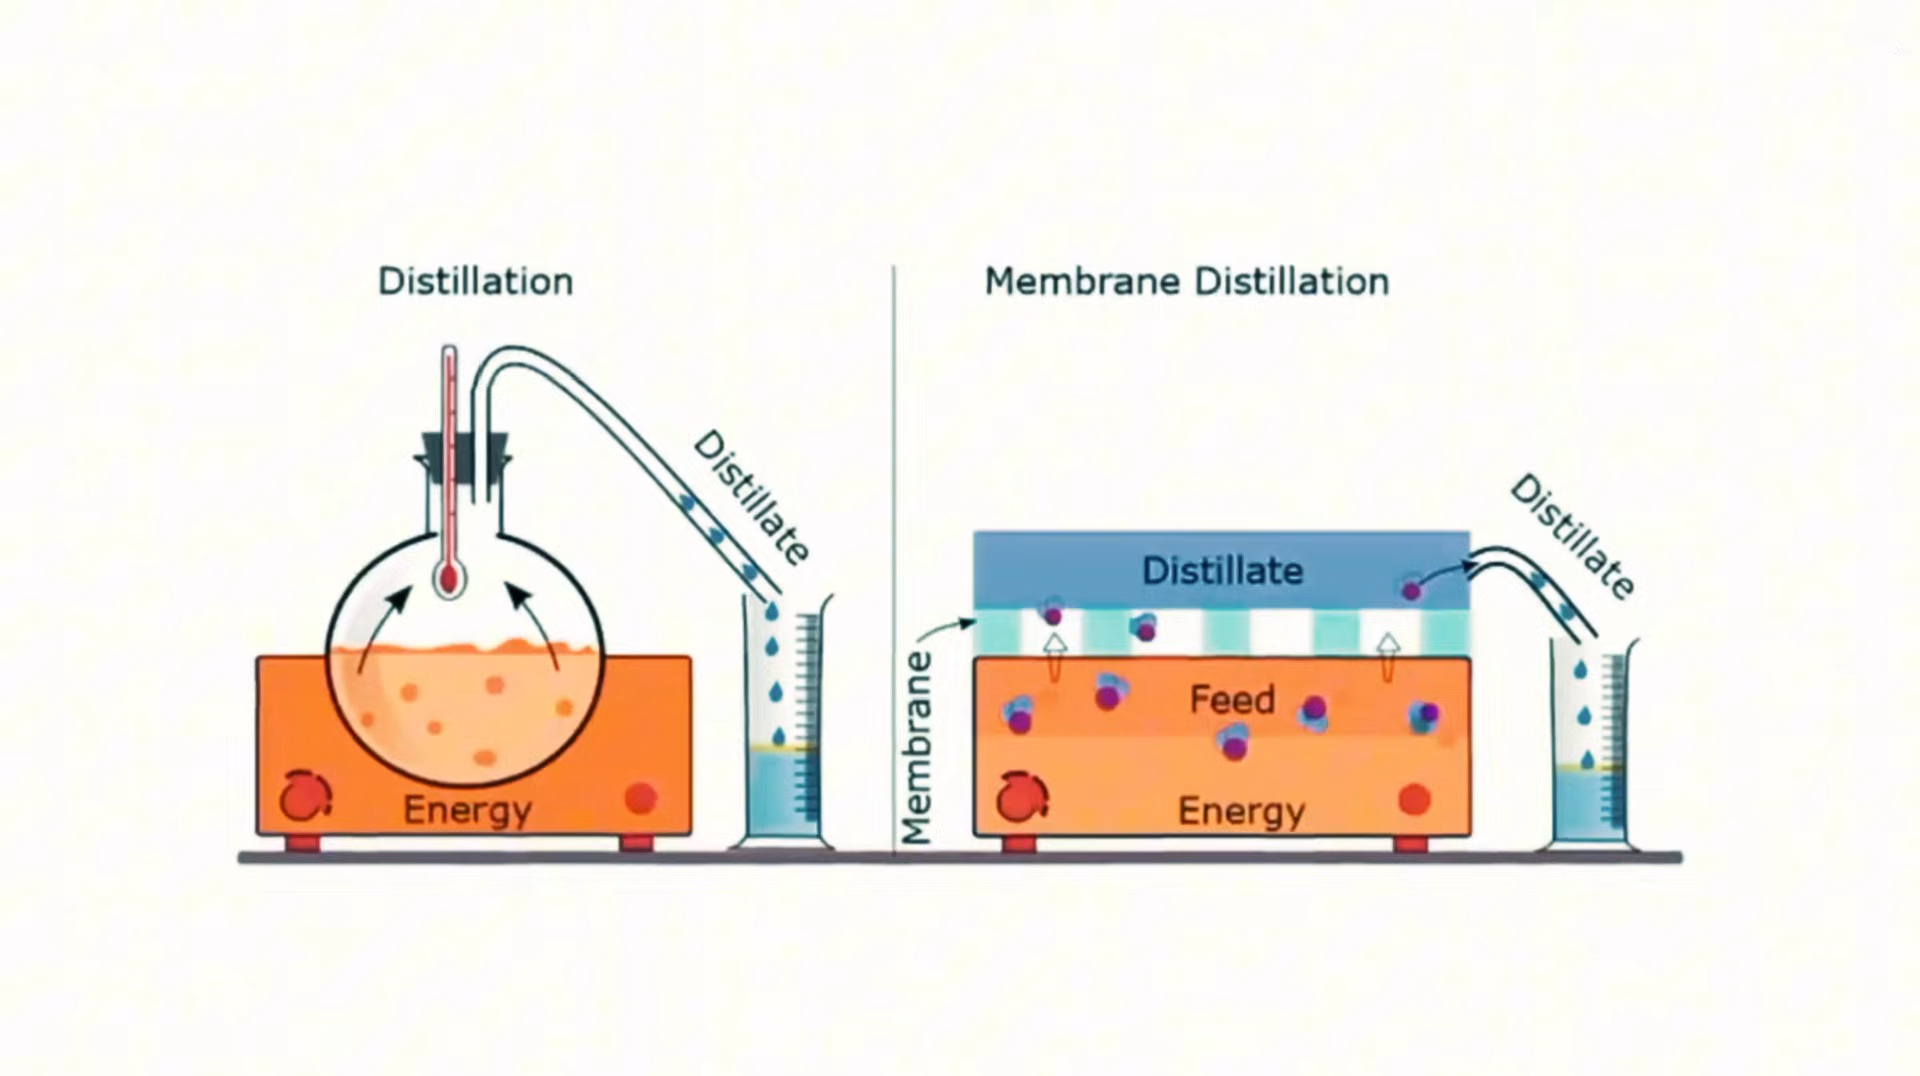 Distillation
Distillate
Energy
Membrane Distillation
Distillate
Distillate
Membrane
Feed
Energy